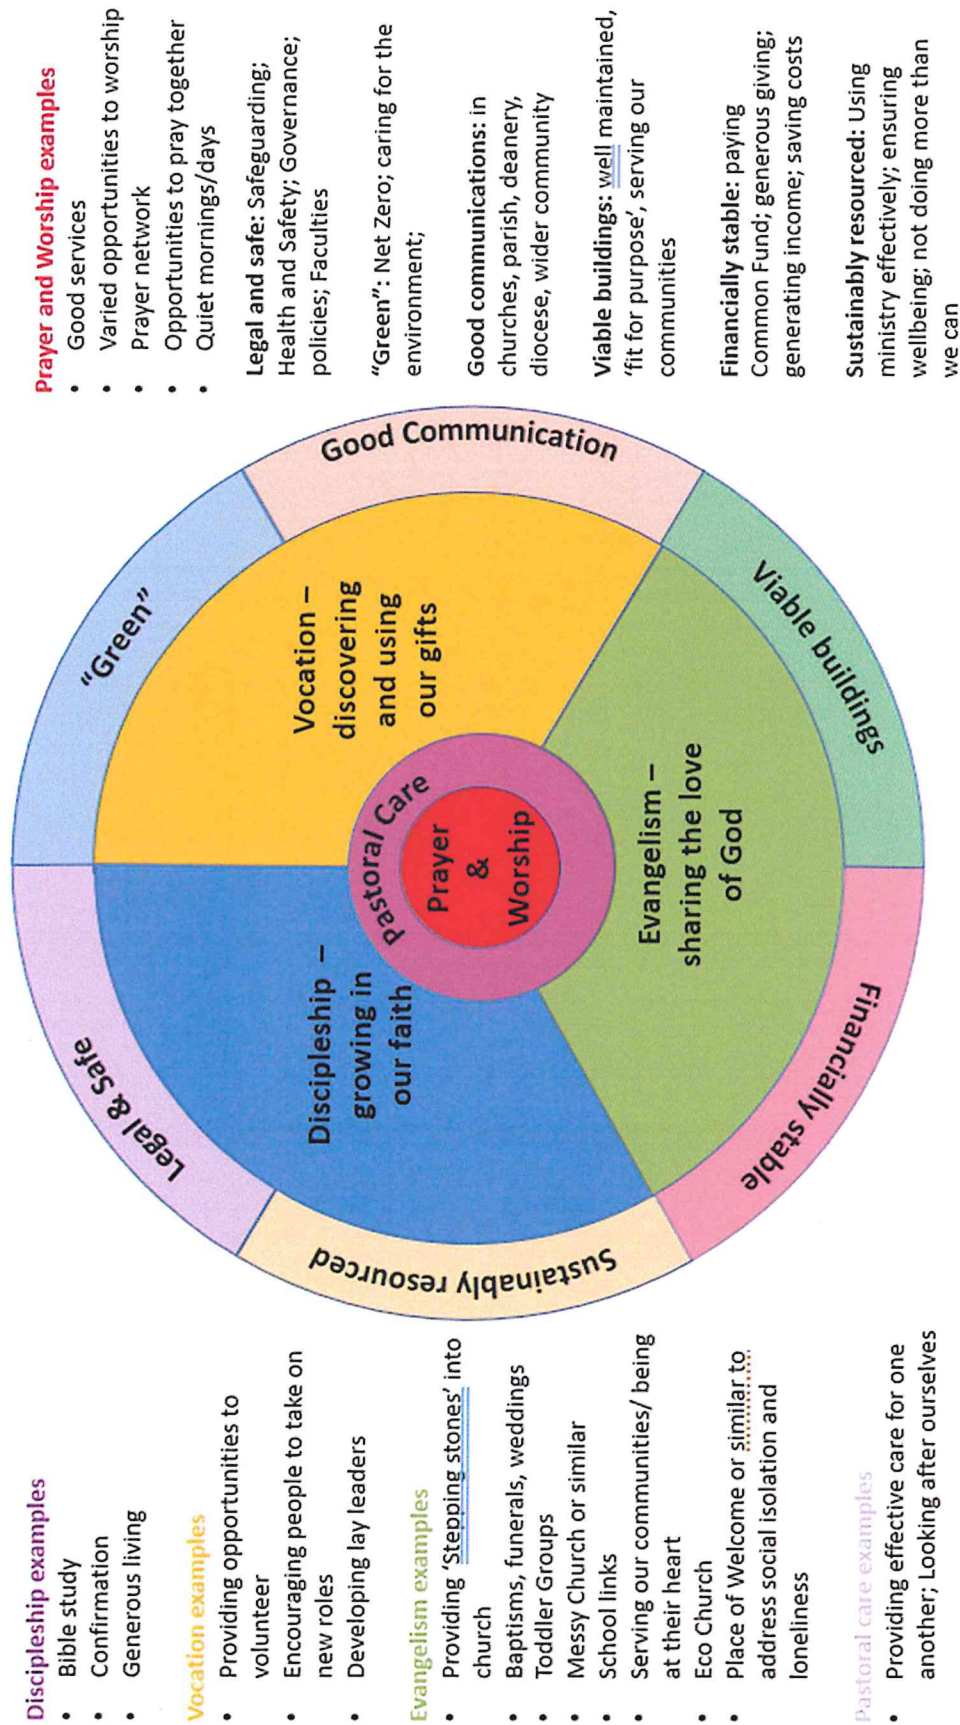 Discipleship examples
• Bible study
• Confirmation
• Generous living
Vocation examples
• Providing opportunities to
volunteer
• Encouraging people to take on
new roles
• Developing lay leaders
Evangelism examples
• Providing 'Stepping stones' into
church
• Baptisms, funerals, weddings
• Toddler Groups
• Messy Church or similar
• School links
• Serving our communities/ being
at their heart
• Eco Church
• Place of Welcome or similar to
address social isolation and
loneliness
Pastoral care examples
• Providing effective care for one
another; Looking after ourselves
Legal & Safe
"Green"
Good Communication
Viable buildings
Financially stable
Sustainably resourced
Discipleship –
growing in
our faith
Vocation –
discovering
and using
our gifts
Evangelism –
sharing the love
of God
Pastoral Care
Prayer
&
Worship
Prayer and Worship examples
• Good services
• Varied opportunities to worship
• Prayer network
• Opportunities to pray together
• Quiet mornings/days
Legal and safe: Safeguarding;
Health and Safety; Governance;
policies; Faculties
"Green": Net Zero; caring for the
environment;
Good communications: in
churches, parish, deanery,
diocese, wider community
Viable buildings: well maintained,
'fit for purpose', serving our
communities
Financially stable: paying
Common Fund; generous giving;
generating income; saving costs
Sustainably resourced: Using
ministry effectively; ensuring
wellbeing; not doing more than
we can